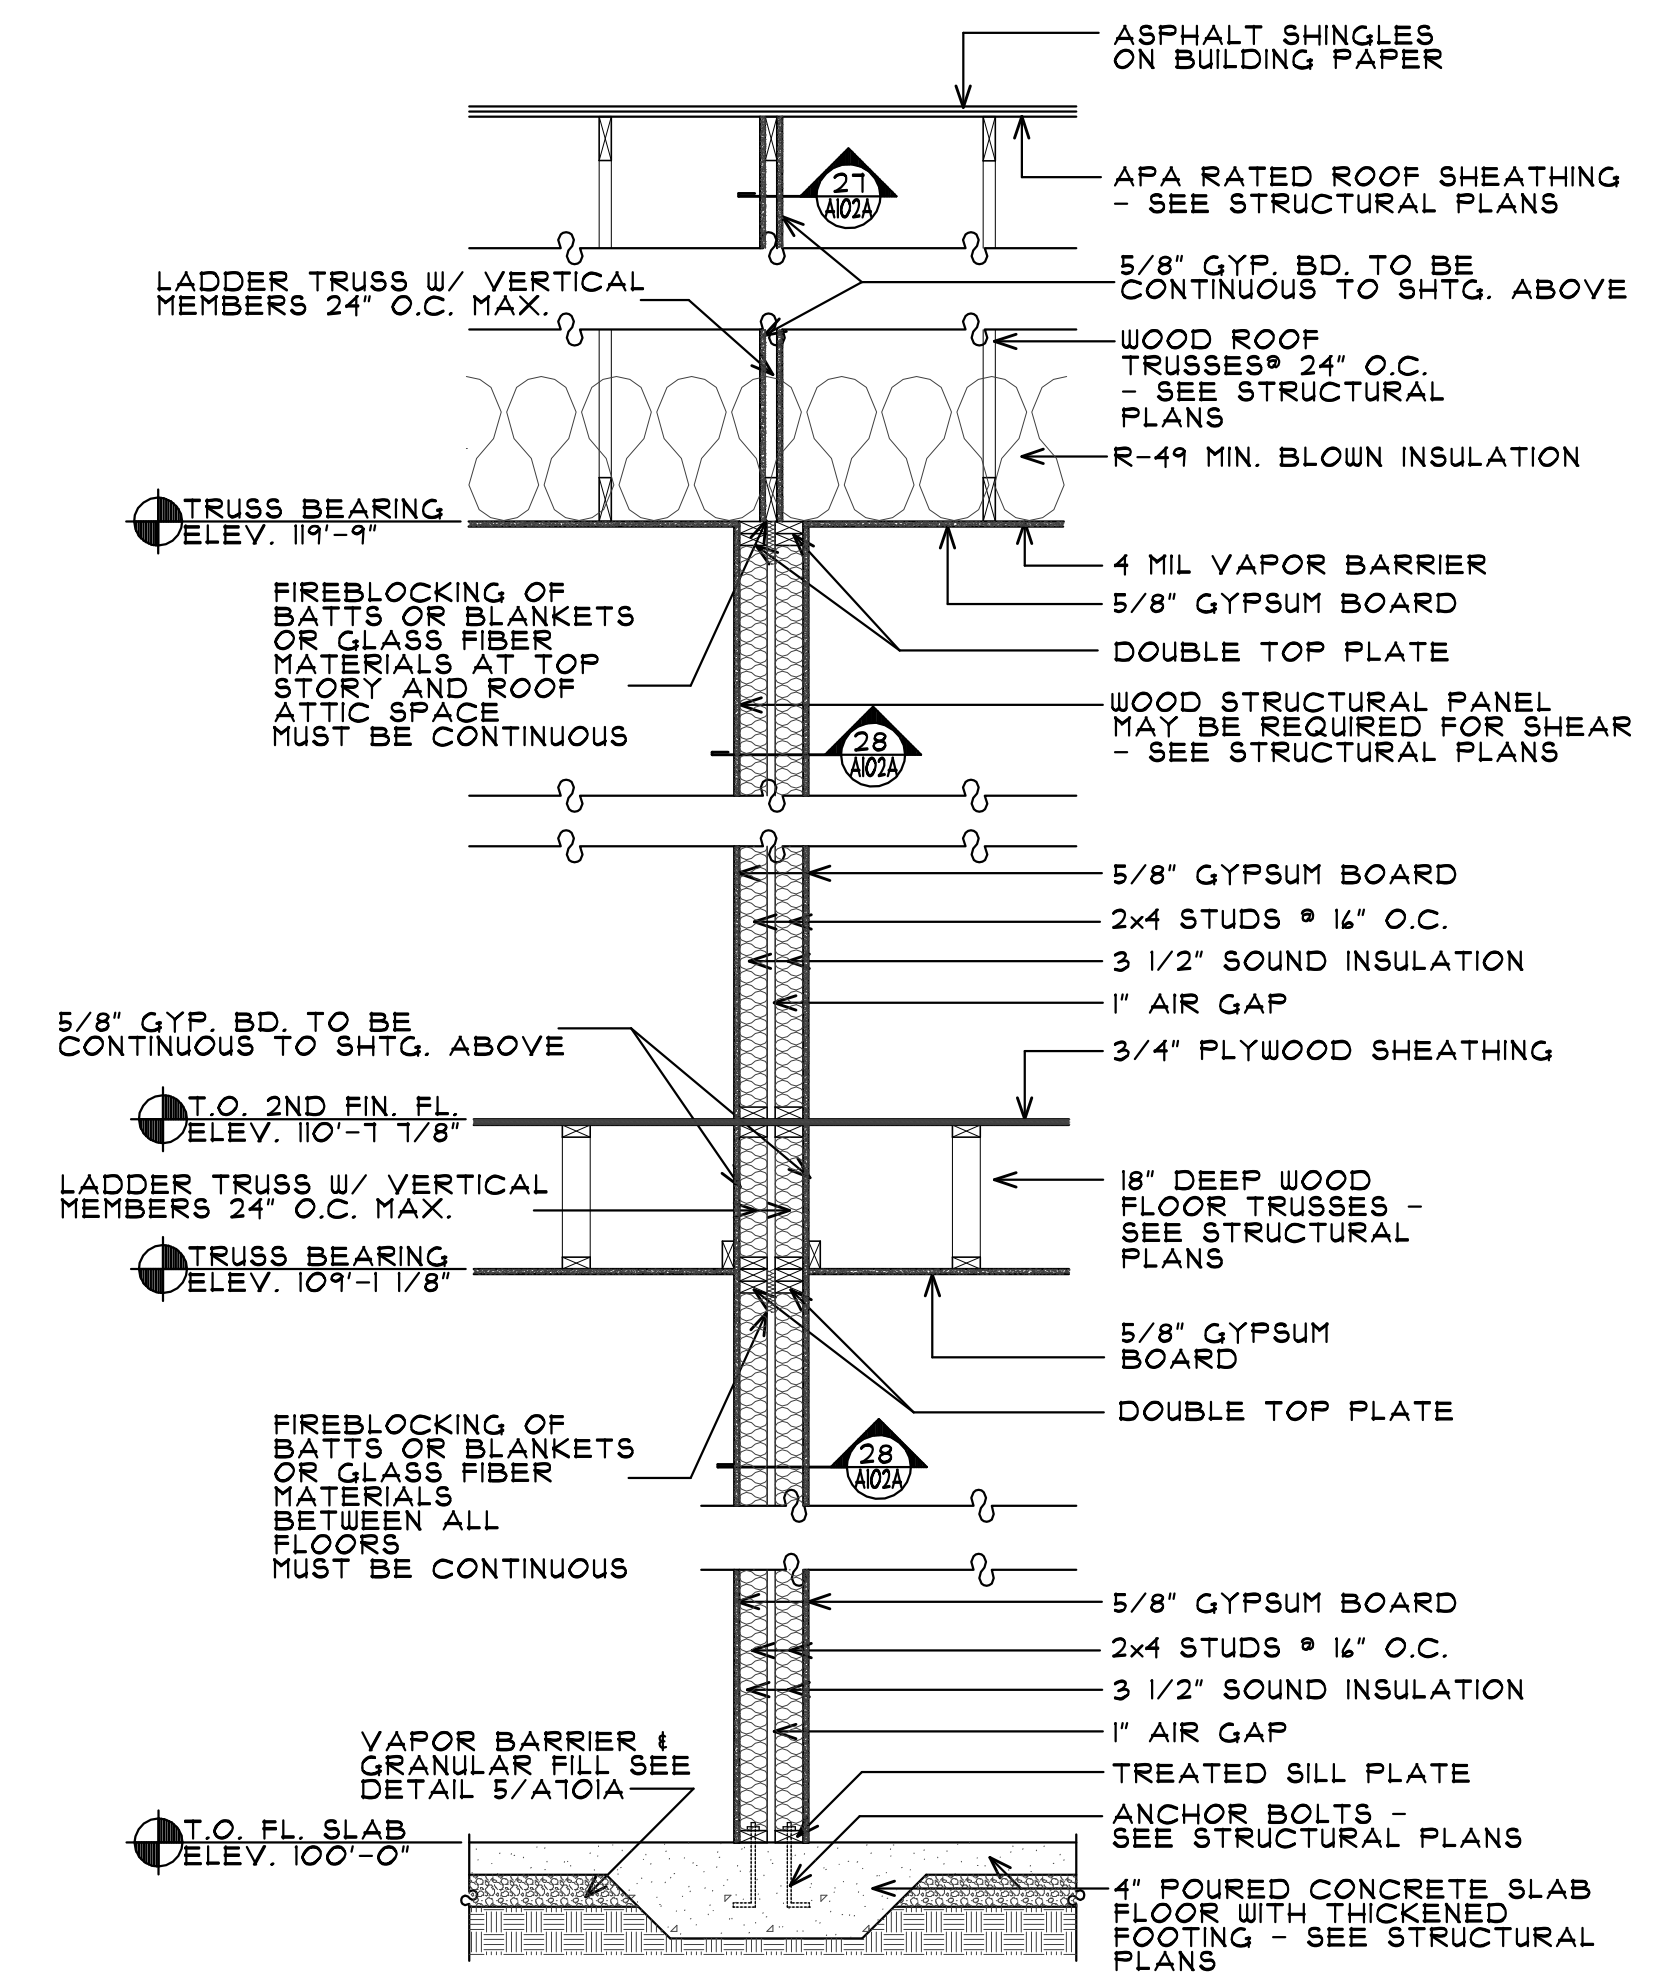 ASPHALT SHINGLES
ON BUILDING PAPER
27
A102A
APA RATED ROOF SHEATHING
- SEE STRUCTURAL PLANS
LADDER TRUSS W/ VERTICAL
MEMBERS 24" O.C. MAX.
5/8" GYP. BD. TO BE
CONTINUOUS TO SHTG. ABOVE
WOOD ROOF
TRUSSES@ 24" O.C.
- SEE STRUCTURAL
PLANS
R-49 MIN. BLOWN INSULATION
TRUSS BEARING
ELEV. 119'-9"
4 MIL VAPOR BARRIER
5/8" GYPSUM BOARD
DOUBLE TOP PLATE
FIREBLOCKING OF
BATTS OR BLANKETS
OR GLASS FIBER
MATERIALS AT TOP
STORY AND ROOF
ATTIC SPACE
MUST BE CONTINUOUS
WOOD STRUCTURAL PANEL
MAY BE REQUIRED FOR SHEAR
- SEE STRUCTURAL PLANS
28
A102A
5/8" GYPSUM BOARD
2x4 STUDS @ 16" O.C.
3 1/2" SOUND INSULATION
1" AIR GAP
5/8" GYP. BD. TO BE
CONTINUOUS TO SHTG. ABOVE
3/4" PLYWOOD SHEATHING
T.O. 2ND FIN. FL.
ELEV. 110'-7 7/8"
LADDER TRUSS W/ VERTICAL
MEMBERS 24" O.C. MAX.
18" DEEP WOOD
FLOOR TRUSSES -
SEE STRUCTURAL
PLANS
TRUSS BEARING
ELEV. 109'-1 1/8"
5/8" GYPSUM
BOARD
DOUBLE TOP PLATE
FIREBLOCKING OF
BATTS OR BLANKETS
OR GLASS FIBER
MATERIALS
BETWEEN ALL
FLOORS
MUST BE CONTINUOUS
28
A102A
5/8" GYPSUM BOARD
2x4 STUDS @ 16" O.C.
3 1/2" SOUND INSULATION
1" AIR GAP
VAPOR BARRIER &
GRANULAR FILL SEE
DETAIL 5/A701A
TREATED SILL PLATE
ANCHOR BOLTS -
SEE STRUCTURAL PLANS
T.O. FL. SLAB
ELEV. 100'-0"
4" POURED CONCRETE SLAB
FLOOR WITH THICKENED
FOOTING - SEE STRUCTURAL
PLANS